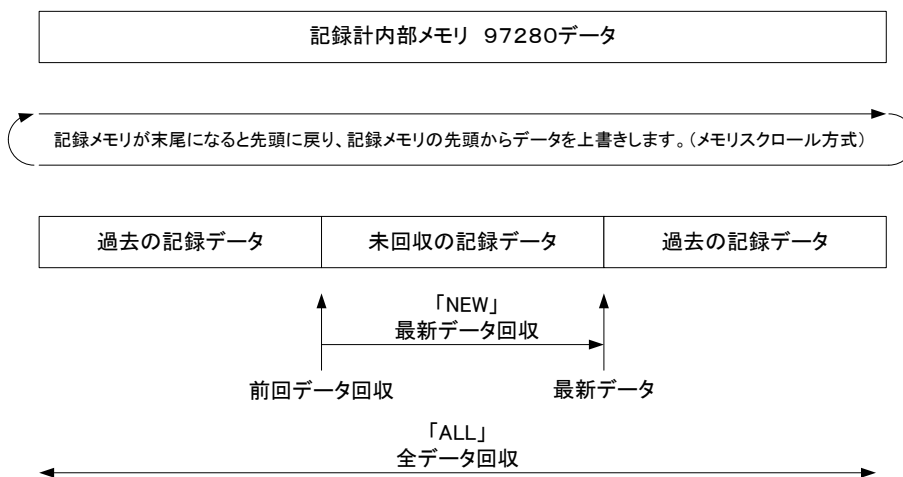 記録計内部メモリ 97280データ
記録メモリが末尾になると先頭に戻り、記録メモリの先頭からデータを上書きします。(メモリスクロール方式)
過去の記録データ 未回収の記録データ 過去の記録データ
「NEW」
最新データ回収
前回データ回収 最新データ
「ALL」
全データ回収